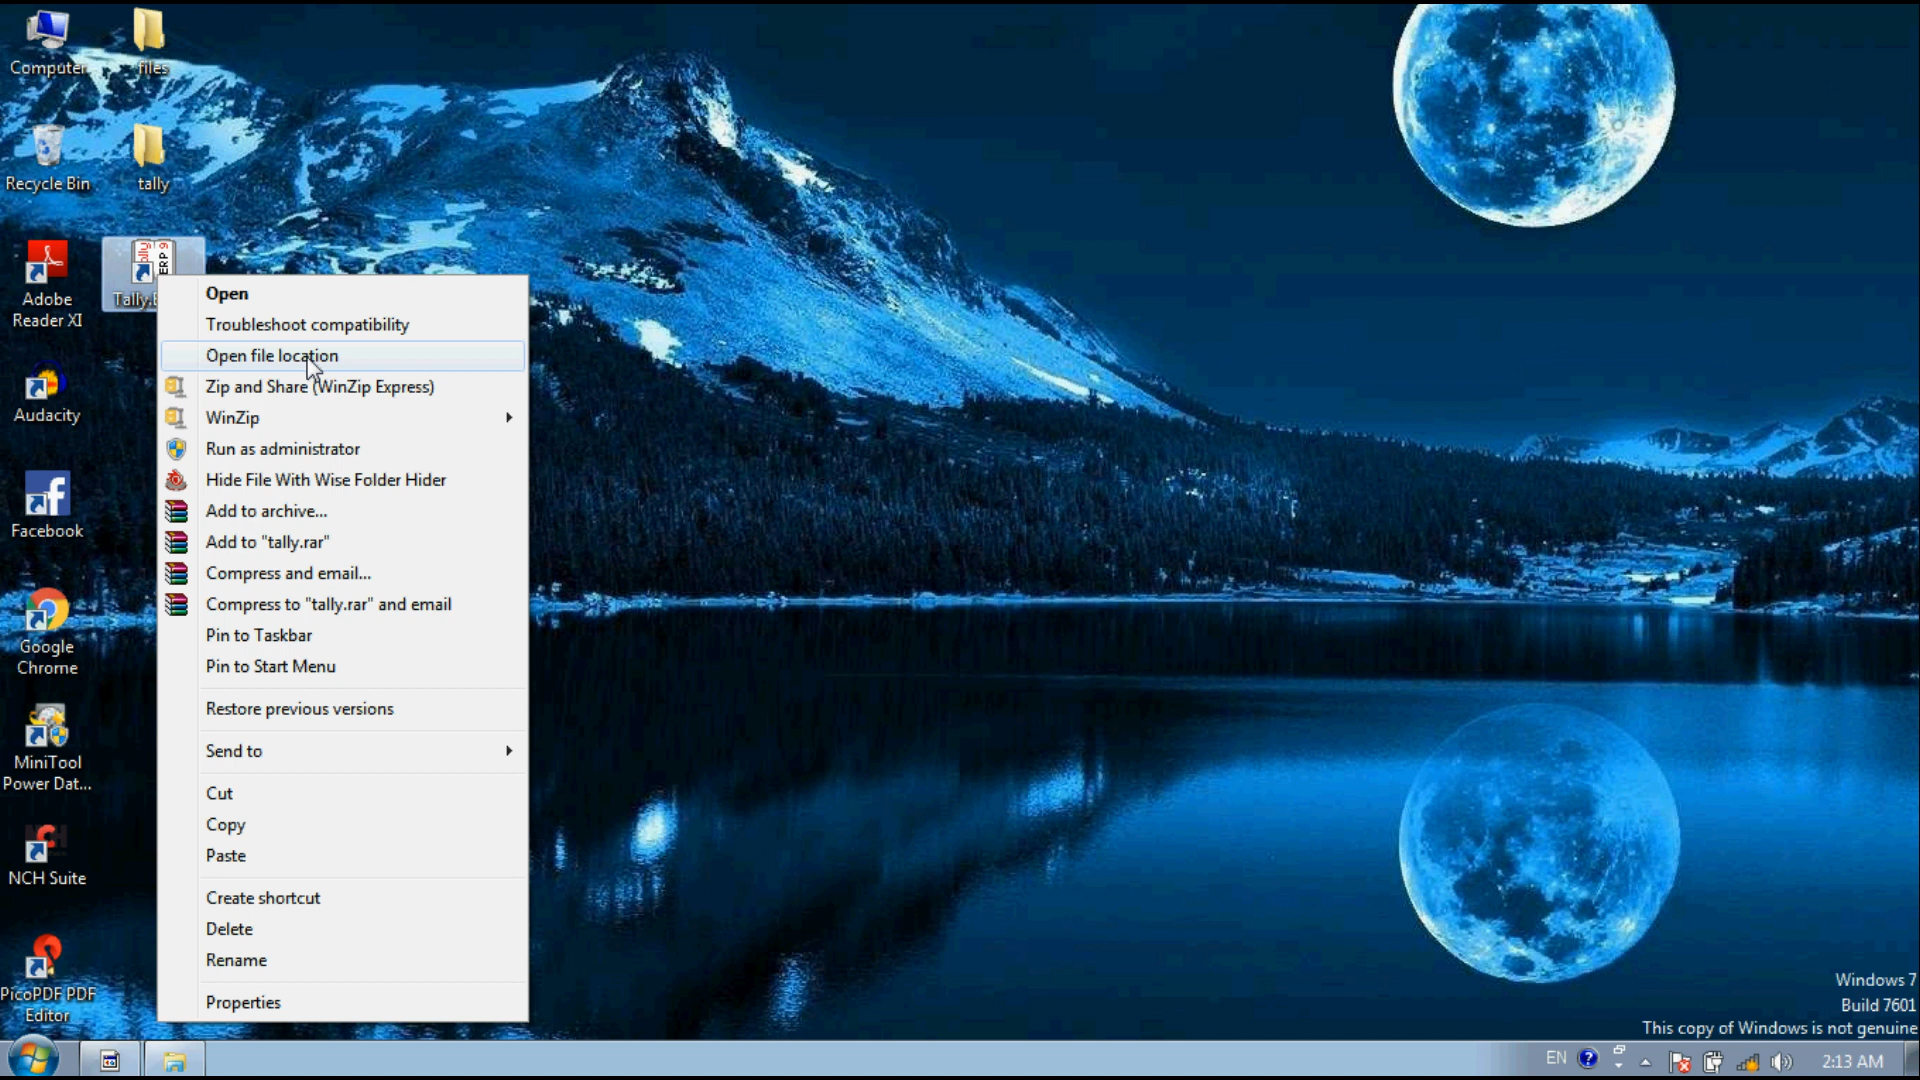 Computer
files
Recycle Bin
tally
ERP 9
Adobe
Reader XI
Audacity
Facebook
Google
Chrome
MiniTool
Power Dat...
NCH Suite
PicoPDF PDF
Editor
Open
Troubleshoot compatibility
Open file location
Zip and Share (WinZip Express)
WinZip
Run as administrator
Hide File With Wise Folder Hider
Add to archive...
Add to "tally.rar"
Compress and email...
Compress to "tally.rar" and email
Pin to Taskbar
Pin to Start Menu
Restore previous versions
Send to
Cut
Copy
Paste
Create shortcut
Delete
Rename
Properties
Windows 7
Build 7601
This copy of Windows is not genuine
EN
2:13 AM